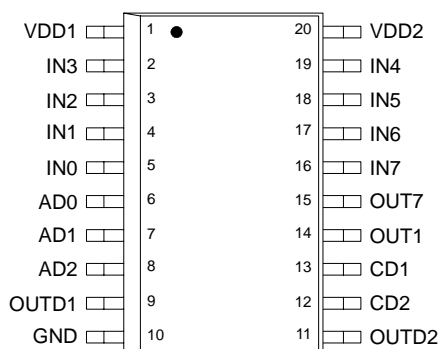 VDD1 1 20 VDD2
IN3 2 19 IN4
IN2 3 18 IN5
IN1 4 17 IN6
IN0 5 16 IN7
AD0 6 15 OUT7
AD1 7 14 OUT1
AD2 8 13 CD1
OUTD1 9 12 CD2
GND 10 11 OUTD2